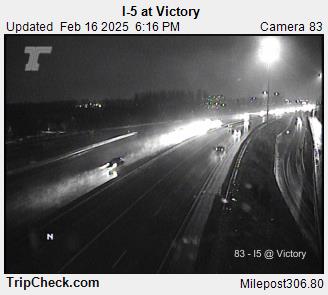 I-5 at Victory
Updated  Feb 16 2025  6:16 PM
Camera 83
T
N
83 - I5 @ Victory
TripCheck.com
Milepost306.80